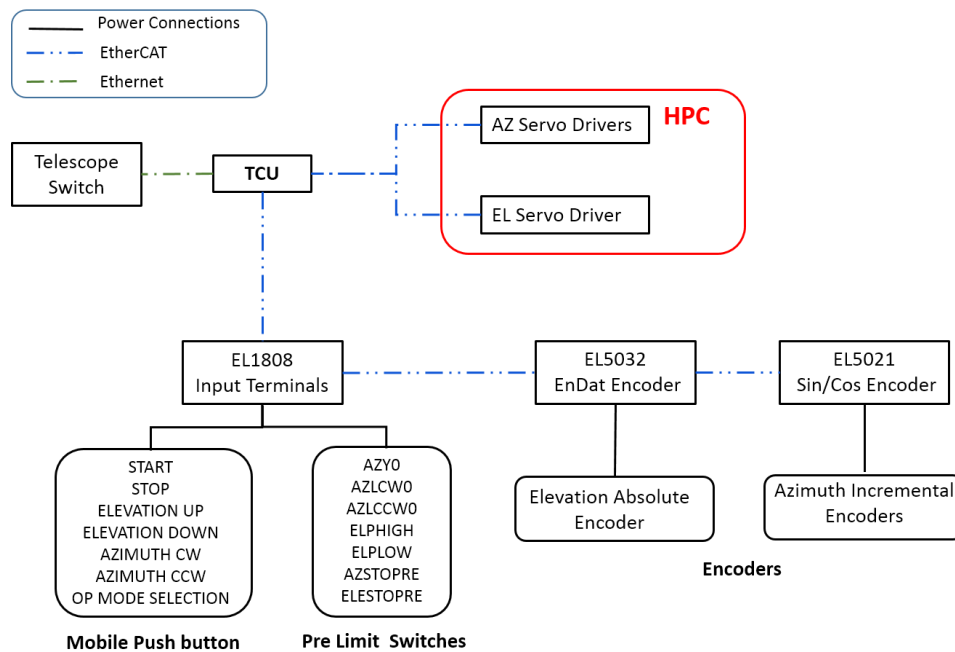 Power Connections
EtherCAT
Ethernet
HPC
AZ Servo Drivers
Telescope
Switch
TCU
EL Servo Driver
EL1808
Input Terminals
EL5032
EnDat Encoder
EL5021
Sin/Cos Encoder
START
STOP
ELEVATION UP
ELEVATION DOWN
AZIMUTH CW
AZIMUTH CCW
OP MODE SELECTION
Mobile Push button
AZY0
AZLCW0
AZLCCW0
ELPHIGH
ELPLOW
AZSTOPRE
ELESTOPRE
Pre Limit Switches
Elevation Absolute
Encoder
Azimuth Incremental
Encoders
Encoders